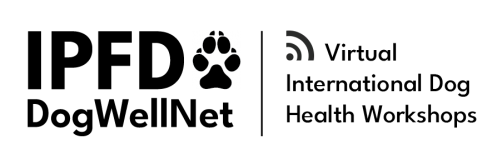 IPFD
DogWellNet
Virtual
International Dog
Health Workshops